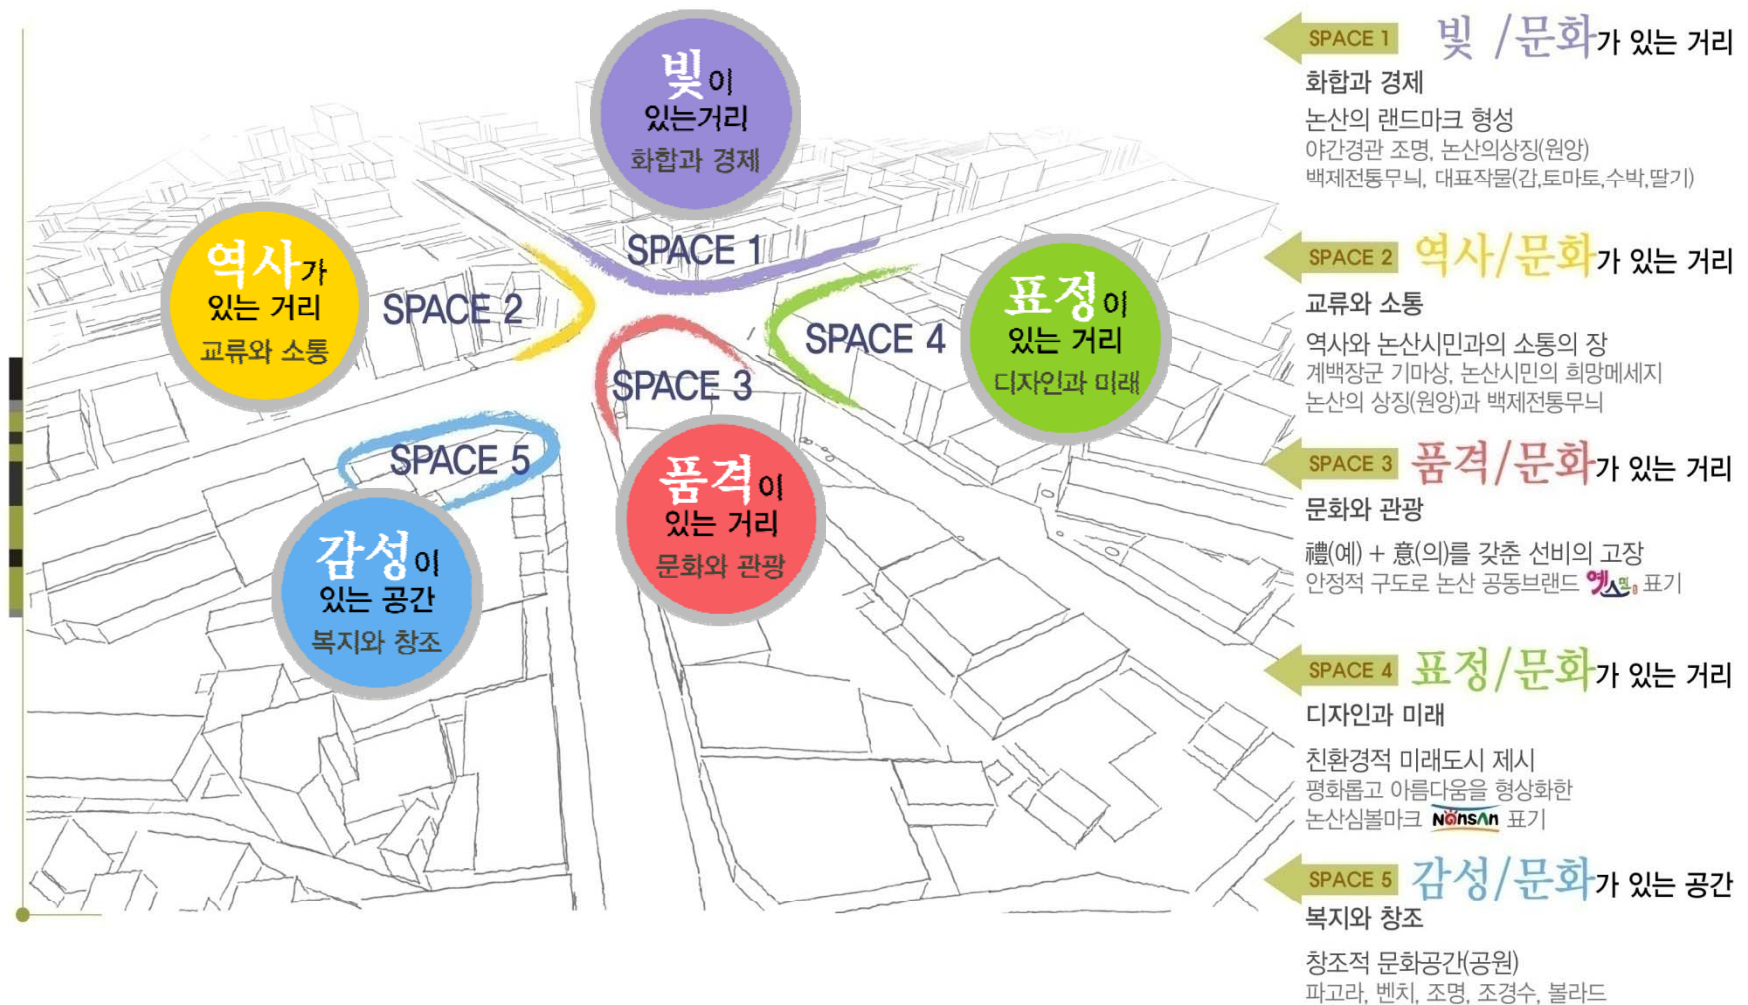 빛이
있는거리
화합과 경제
SPACE 1
역사가
있는 거리
교류와 소통
SPACE 2
표정이
있는 거리
디자인과 미래
SPACE 4
SPACE 3
품격이
있는 거리
문화와 관광
SPACE 5
감성이
있는 공간
복지와 창조
SPACE 1 빛 /문화가 있는 거리
화합과 경제
논산의 랜드마크 형성
야간경관 조명, 논산의상징(원앙)
백제전통무늬, 대표작물(감,토마토,수박,딸기)
SPACE 2 역사/문화가 있는 거리
교류와 소통
역사와 논산시민과의 소통의 장
계백장군 기마상, 논산시민의 희망메세지
논산의 상징(원앙)과 백제전통무늬
SPACE 3 품격/문화가 있는 거리
문화와 관광
禮(예) + 意(의)를 갖춘 선비의 고장
안정적 구도로 논산 공동브랜드 예스민 표기
SPACE 4 표정/문화가 있는 거리
디자인과 미래
친환경적 미래도시 제시
평화롭고 아름다움을 형상화한
논산심볼마크 NonsAn 표기
SPACE 5 감성/문화가 있는 공간
복지와 창조
창조적 문화공간(공원)
파고라, 벤치, 조명, 조경수, 볼라드